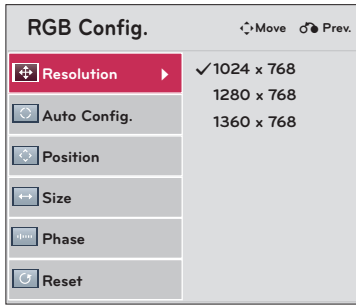 RGB Config.
Move Prev.
Resolution
Auto Config.
Position
Size
Phase
Reset
✓1024 x 768
1280 x 768
1360 x 768